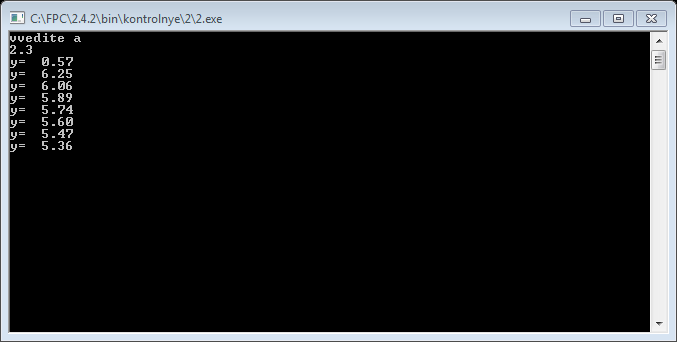 C:\FPC\2.4.2\bin\kontrolnye\2\2.exe
vvedite a
2.3
y=  0.57
y=  6.25
y=  6.06
y=  5.89
y=  5.74
y=  5.60
y=  5.47
y=  5.36